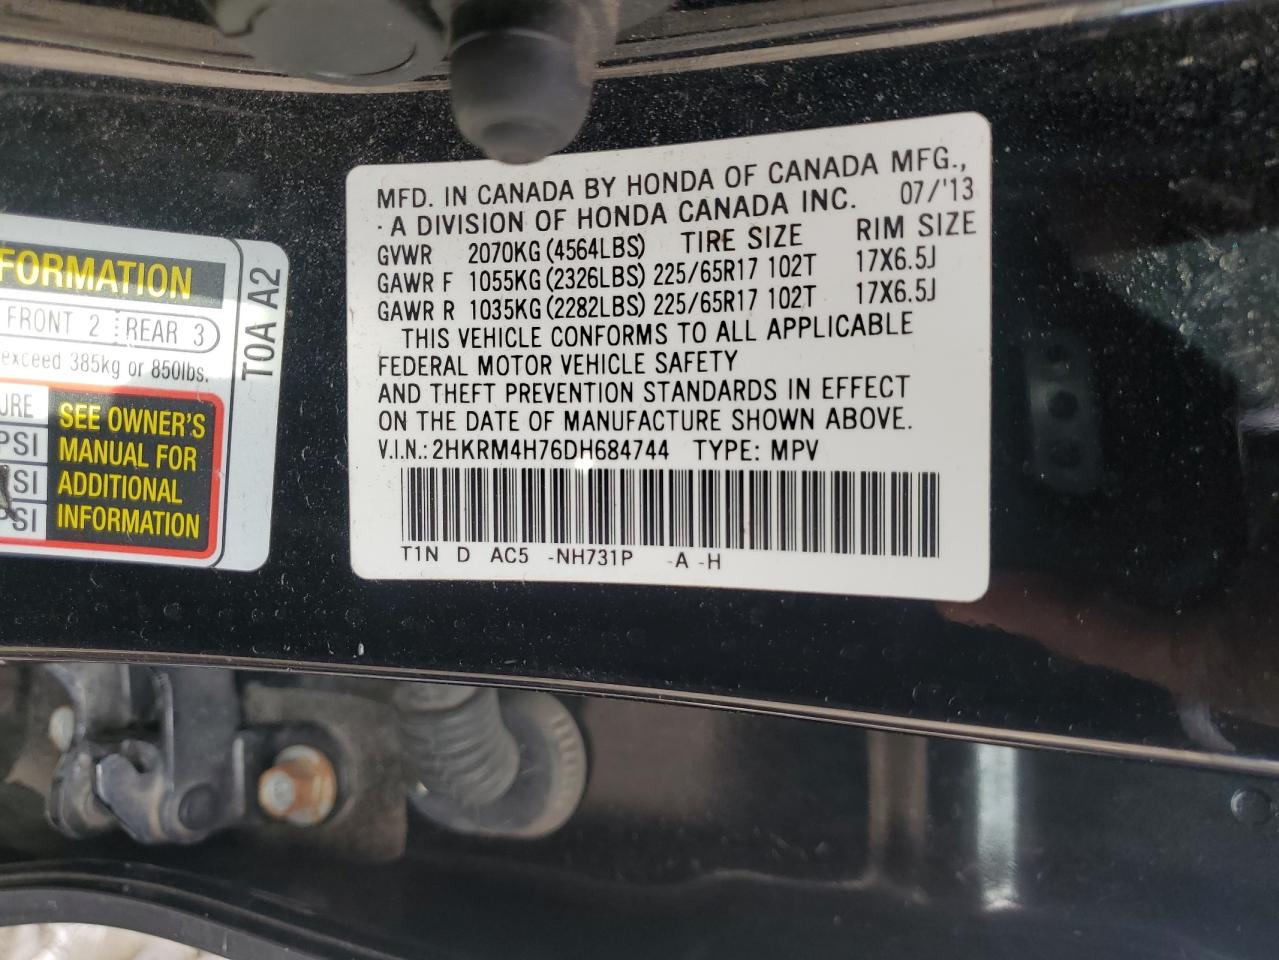 FORMATION
FRONT 2 REAR 3
exceed 385kg or 850lbs.
URE
PSI
SI
PSI
SEE OWNER'S
MANUAL FOR
ADDITIONAL
INFORMATION
T0A A2
MFD. IN CANADA BY HONDA OF CANADA MFG.,
A DIVISION OF HONDA CANADA INC. 07/'13
GVWR 2070KG(4564LBS) TIRE SIZE RIM SIZE
GAWR F 1055KG(2326LBS) 225/65R17 102T 17X6.5J
GAWR R 1035KG(2282LBS) 225/65R17 102T 17X6.5J
THIS VEHICLE CONFORMS TO ALL APPLICABLE
FEDERAL MOTOR VEHICLE SAFETY
AND THEFT PREVENTION STANDARDS IN EFFECT
ON THE DATE OF MANUFACTURE SHOWN ABOVE.
V.I.N.: 2HKRM4H76DH684744 TYPE: MPV
T1N D AC5 -NH731P -A -H